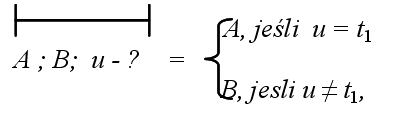 A, jeśli u = t₁
A ; B; u - ? =
B, jesli u ≠ t₁,